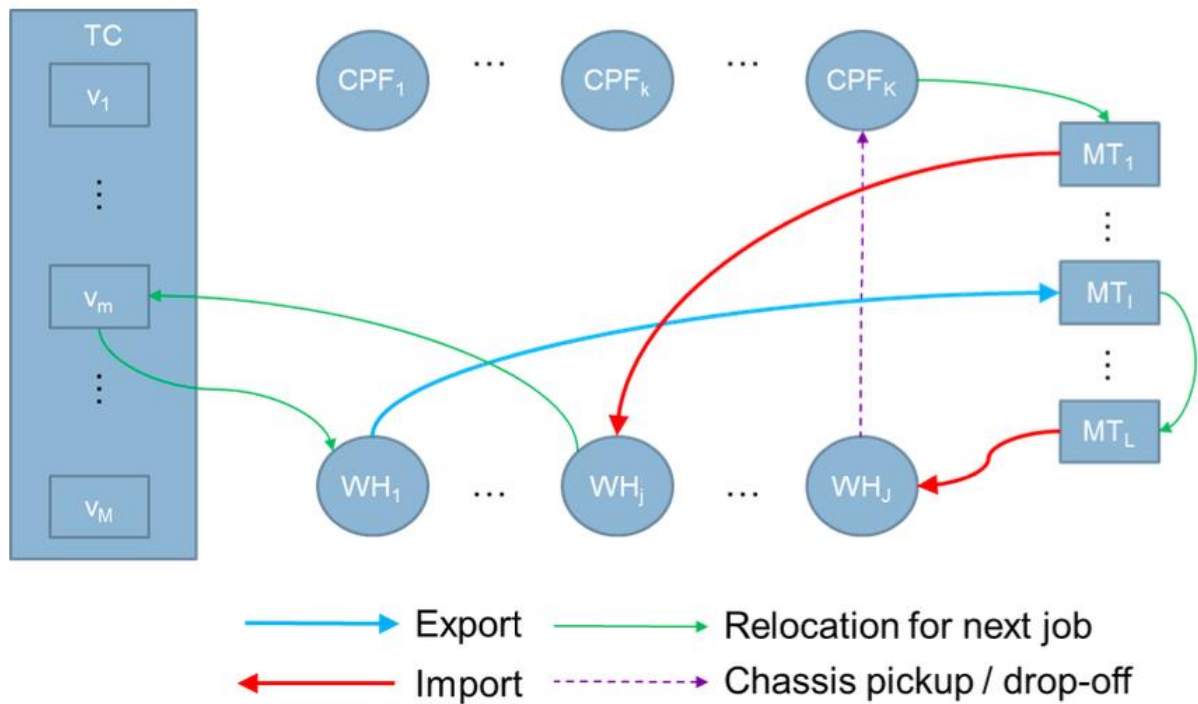 TC
v1
⋮
vm
⋮
vM
CPF1 ... CPFk ... CPFK
MT1
⋮
MTl
⋮
MTL
WH1 ... WHj ... WHJ
Export
Relocation for next job
Import
Chassis pickup / drop-off